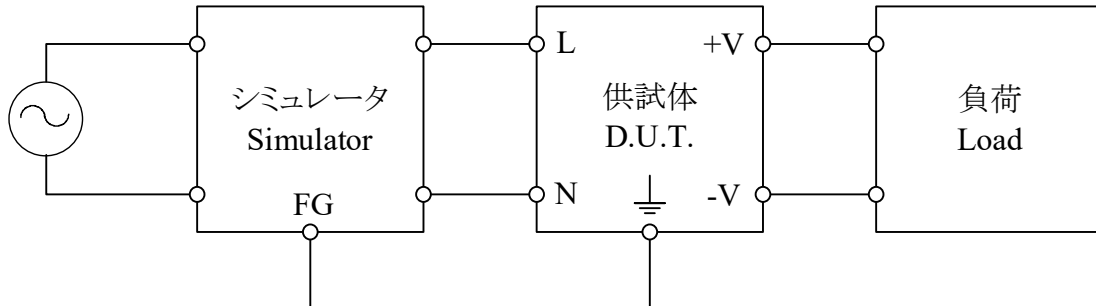 シミュレータ
Simulator
FG
L
N
供試体
D.U.T.
+V
-V
負荷
Load